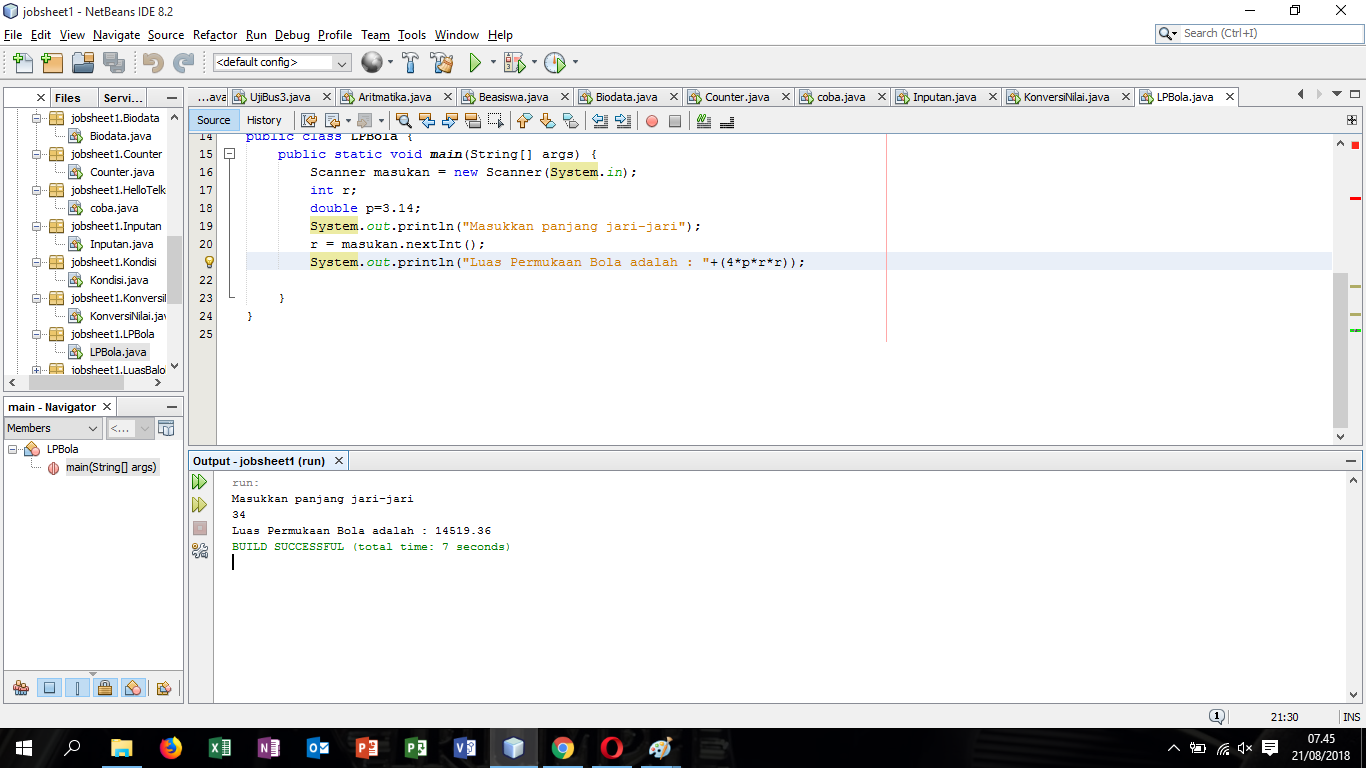 jobsheet1 - NetBeans IDE 8.2
File Edit View Navigate Source Refactor Run Debug Profile Team Tools Window Help
Search (Ctrl+I)
<default config>
Files Servi...
...ava UjiBus3.java Aritmatika.java Beasiswa.java Biodata.java Counter.java coba.java Inputan.java KonversiNilai.java LPBola.java
Source History
jobsheet1.Biodata
Biodata.java
jobsheet1.Counter
Counter.java
jobsheet1.HelloTelk
coba.java
jobsheet1.Inputan
Inputan.java
jobsheet1.Kondisi
Kondisi.java
jobsheet1.Konversil
KonversiNilai.jav
jobsheet1.LPBola
LPBola.java
jobsheet1.LuasBalo
14 public class LPBola {
15 public static void main(String[] args) {
16 Scanner masukan = new Scanner(System.in);
17 int r;
18 double p=3.14;
19 System.out.println("Masukkan panjang jari-jari");
20 r = masukan.nextInt();
System.out.println("Luas Permukaan Bola adalah : "+(4*p*r*r));
22
23 }
24 }
25
main - Navigator
Members <...
LPBola
main(String[] args)
Output - jobsheet1 (run)
run:
Masukkan panjang jari-jari
34
Luas Permukaan Bola adalah : 14519.36
BUILD SUCCESSFUL (total time: 7 seconds)
1 21:30 INS
07.45
21/08/2018